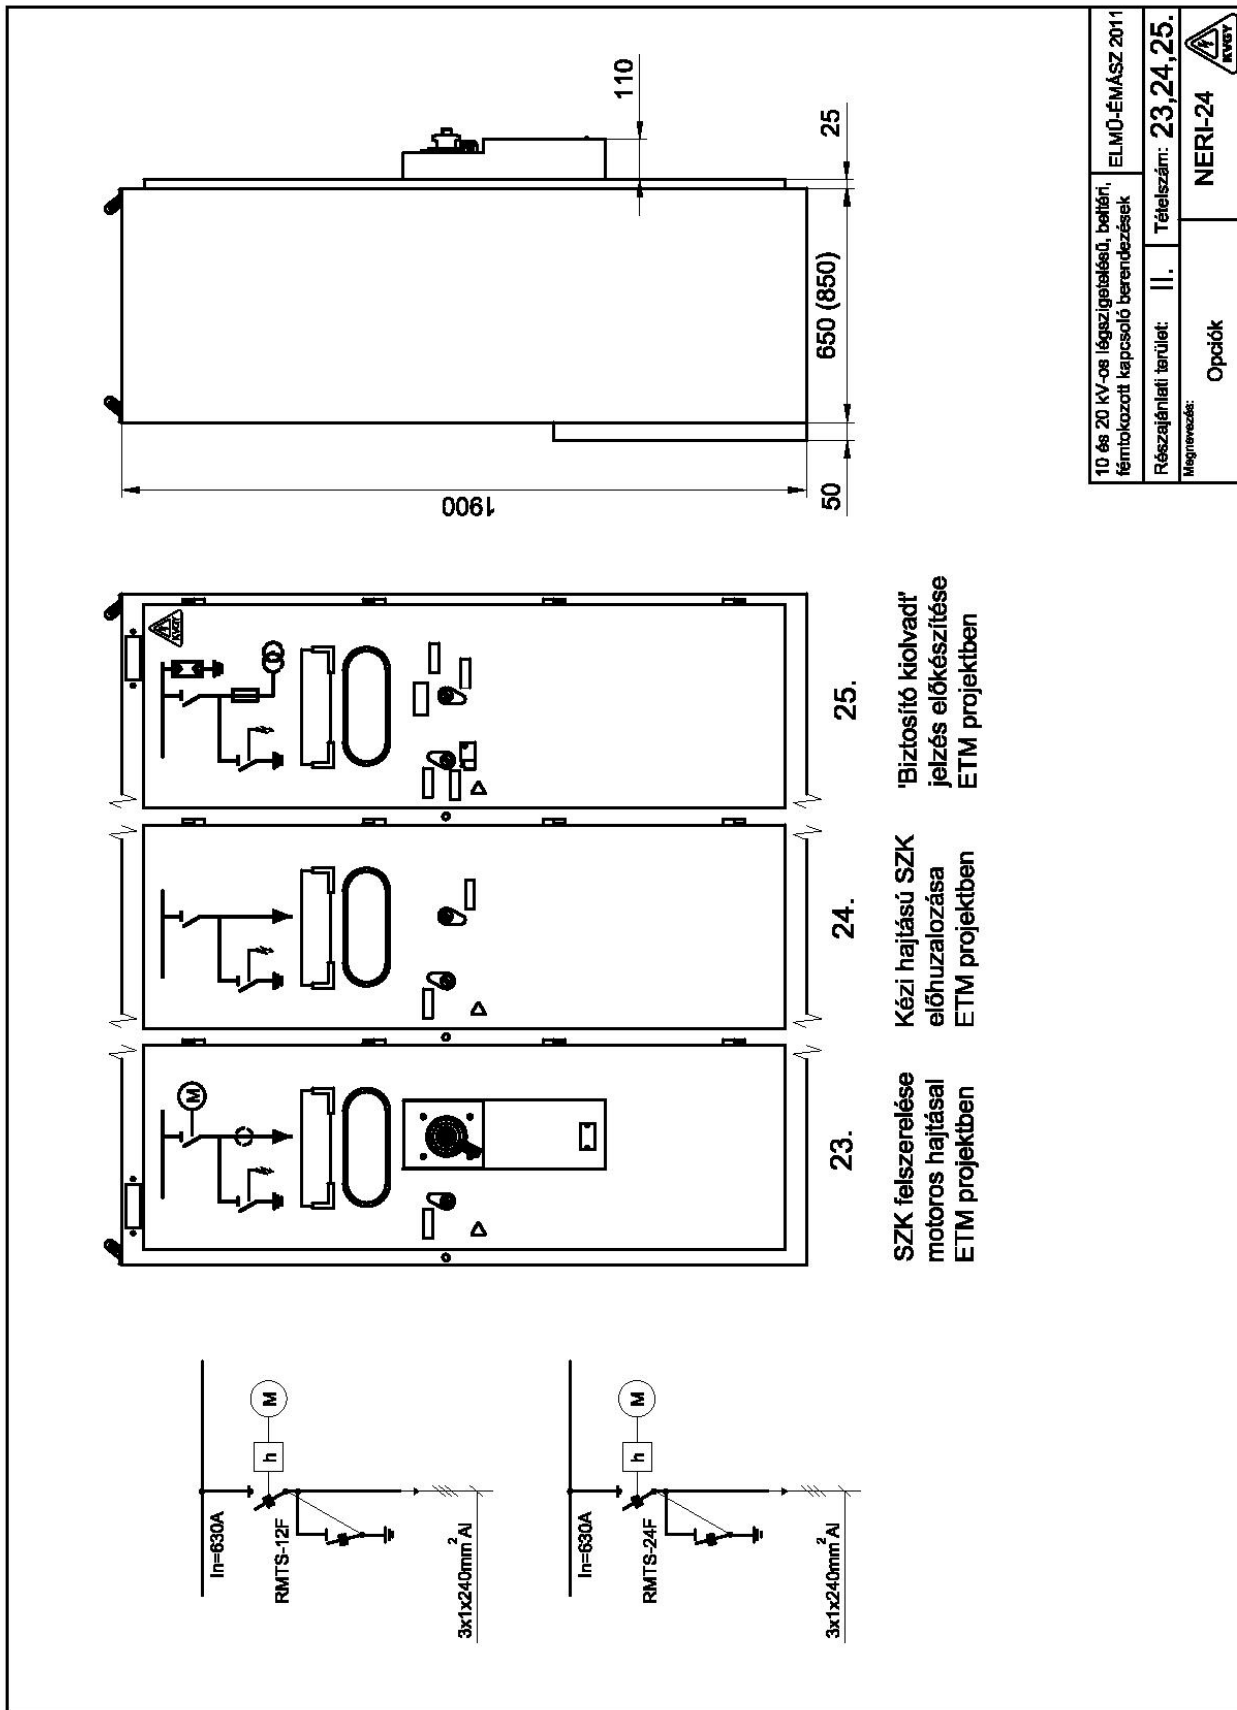 In=630A
RMTS-12F
h
M
3x1x240mm² Al
In=630A
RMTS-24F
h
M
3x1x240mm² Al
M
KVGY
23.
SZK felszerelése
motoros hajtásal
ETM projektben
24.
Kézi hajtású SZK
előhuzalozása
ETM projektben
25.
'Biztosító kiolvadt'
jelzés előkészítése
ETM projektben
1900
50
650 (850)
25
110
10 és 20 kV-os légszigetelésű, beltéri,
fémtokozott kapcsoló berendezések
ELMŰ-ÉMÁSZ 2011
Részajánlati terület: II.
Tételszám: 23,24,25.
Megnevezés:
Opciók
NERI-24
KVGY